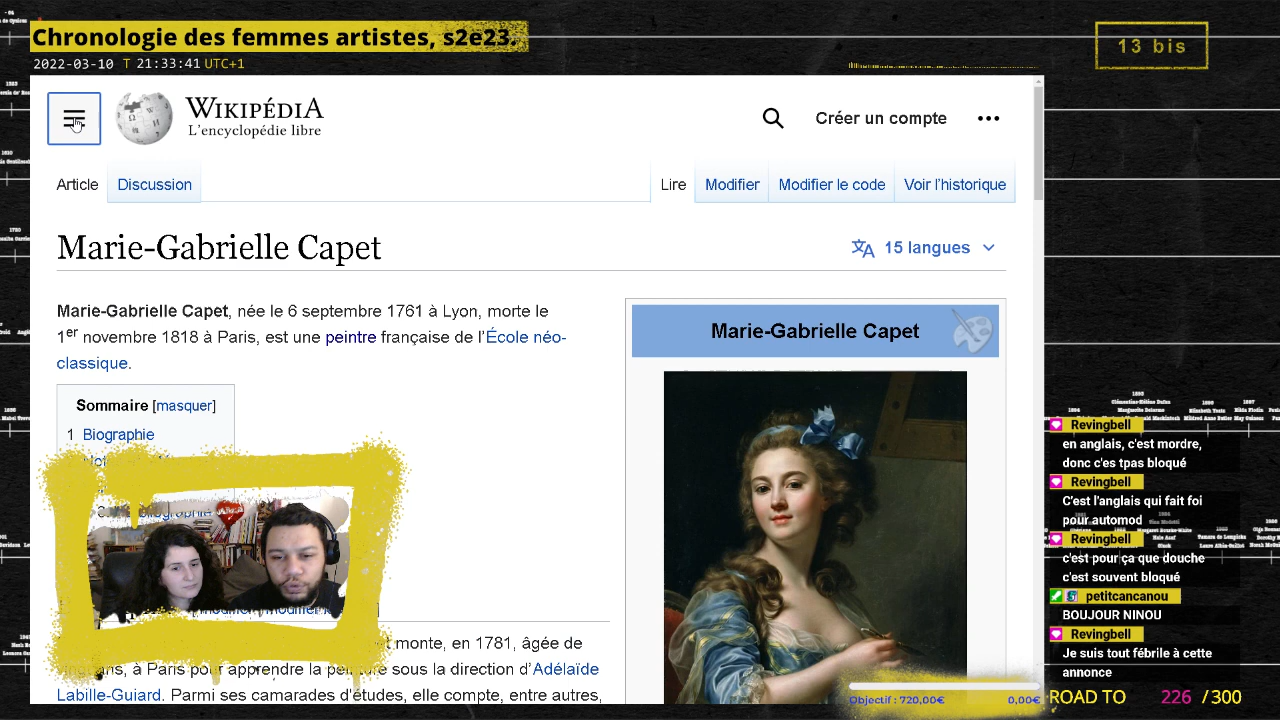 Chronologie des femmes artistes, s2e23.
2022-03-10 T 21:33:41 UTC+1
13 bis
WIKIPÉDIA
L'encyclopédie libre
Créer un compte
Article
Discussion
Lire
Modifier
Modifier le code
Voir l'historique
Marie-Gabrielle Capet
15 langues
Marie-Gabrielle Capet, née le 6 septembre 1761 à Lyon, morte le
1er novembre 1818 à Paris, est une peintre française de l'École néo-
classique.
Sommaire [masquer]
1 Biographie
Marie-Gabrielle Capet
monte, en 1781, âgée de
ans, à Paris pour apprendre la peinture sous la direction d'Adélaïde
Labille-Guiard. Parmi ses camarades d'études, elle compte, entre autres,
Revingbell
en anglais, c'est mordre,
donc c'es tpas bloqué
Revingbell
C'est l'anglais qui fait foi
pour automod
Revingbell
c'est pour ça que douche
c'est souvent bloqué
petitcancanou
BOUJOUR NINOU
Revingbell
Je suis tout fébrile à cette
annonce
Objectif : 720,00€
0,00€
ROAD TO 226 / 300